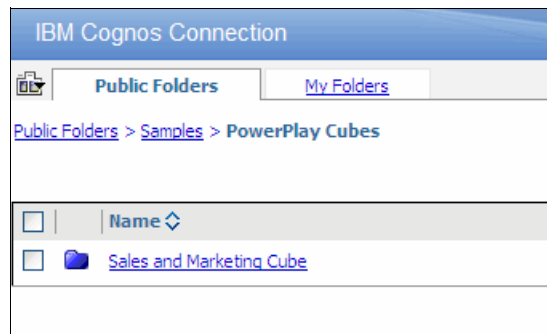 IBM Cognos Connection
Public Folders My Folders
Public Folders > Samples > PowerPlay Cubes
Name
Sales and Marketing Cube